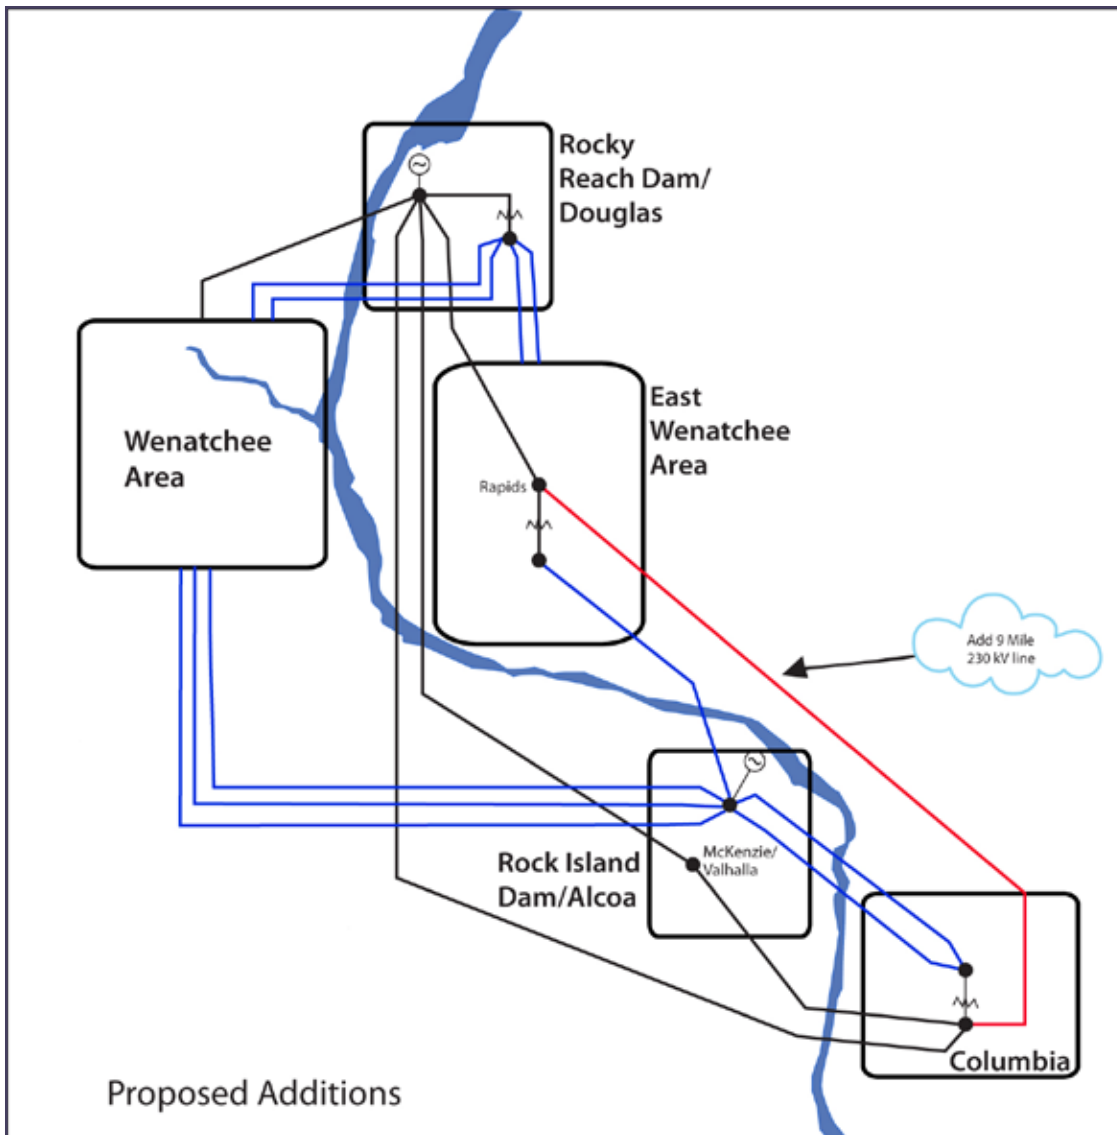 Rocky
Reach Dam/
Douglas
East
Wenatchee
Area
Wenatchee
Area
Rapids
Add 9 Mile
230 kV line
McKenzie/
Valhalla
Rock Island
Dam/Alcoa
Columbia
Proposed Additions